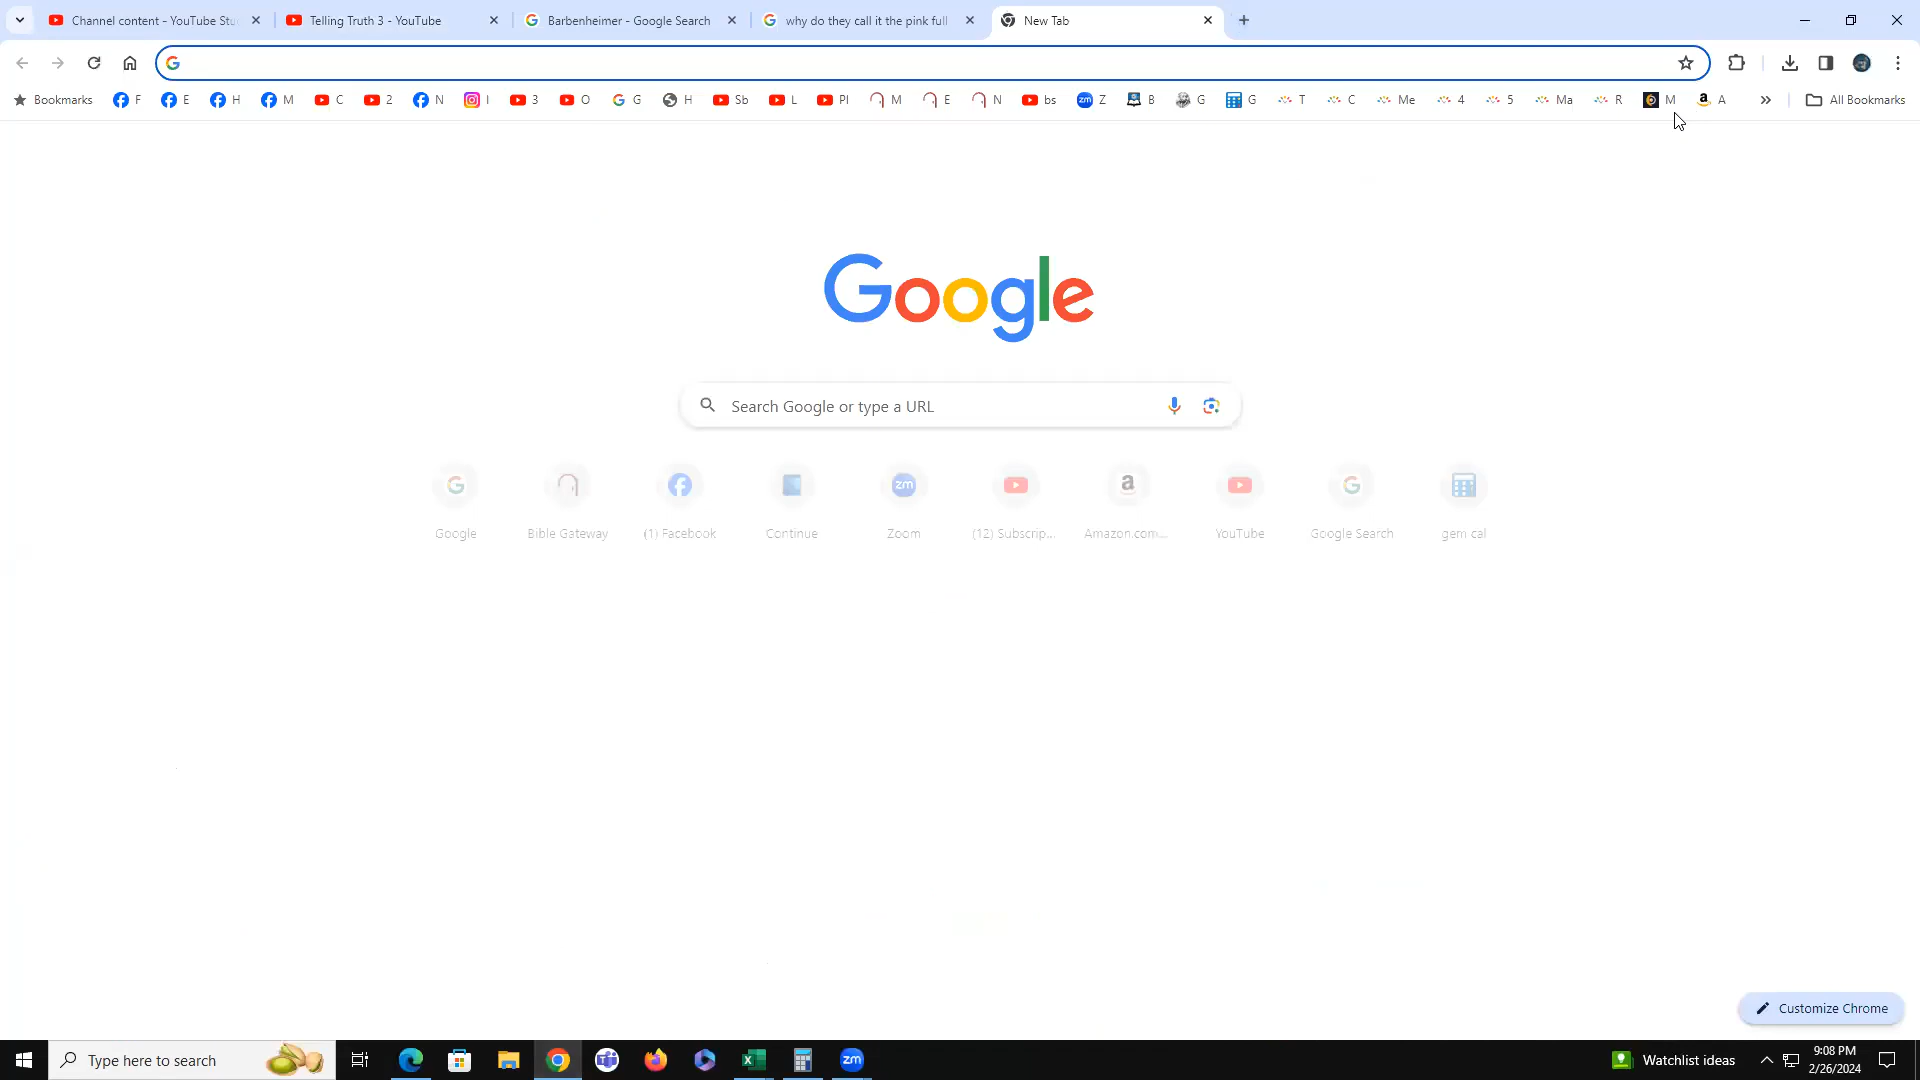 Channel content - YouTube Stu
Telling Truth 3 - YouTube
Barbenheimer - Google Search
why do they call it the pink full
New Tab
Bookmarks F E H M C 2 N I 3 O G H Sb L Pl M E N bs Z B G G T C Me 4 5 Ma R M A All Bookmarks
Google
Search Google or type a URL
Google Bible Gateway (1) Facebook Continue Zoom (12) Subscrip... Amazon.com... YouTube Google Search gem cal
Customize Chrome
Type here to search
zm
Watchlist ideas
9:08 PM
2/26/2024